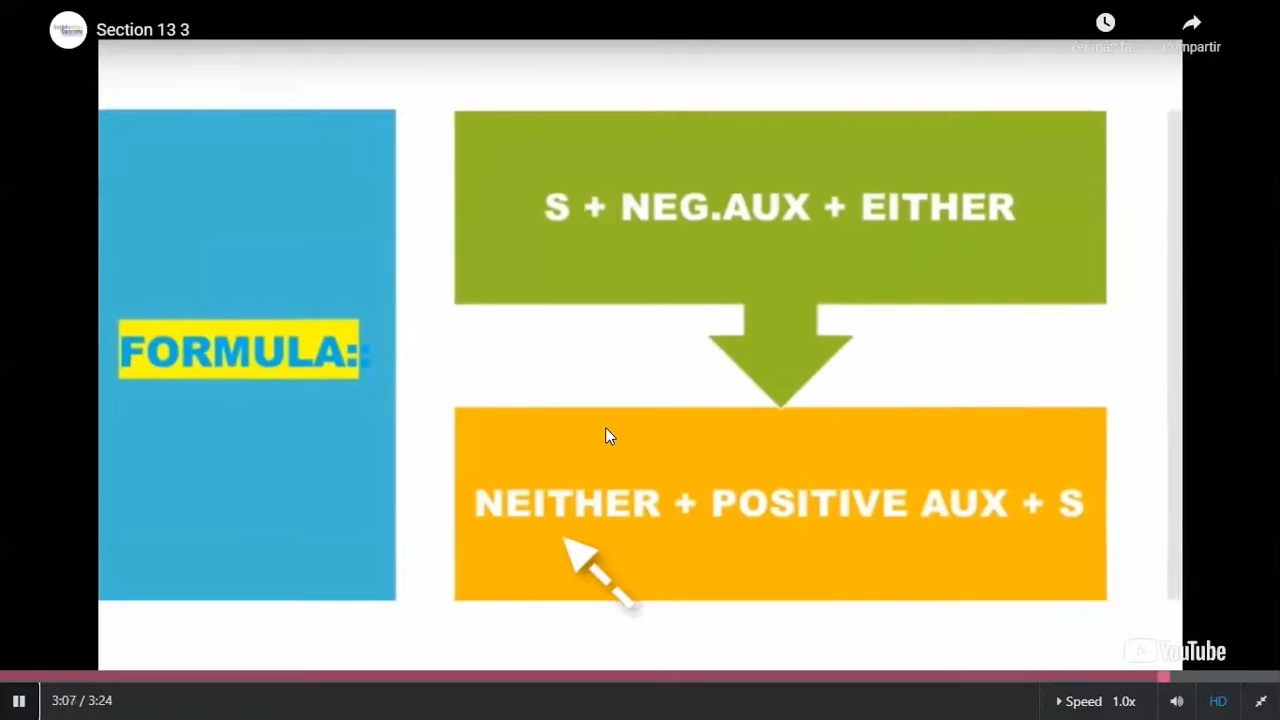 Section 13 3
Compartir
S + NEG.AUX + EITHER
FORMULA::
NEITHER + POSITIVE AUX + S
YouTube
3:07 / 3:24
Speed 1.0x
HD